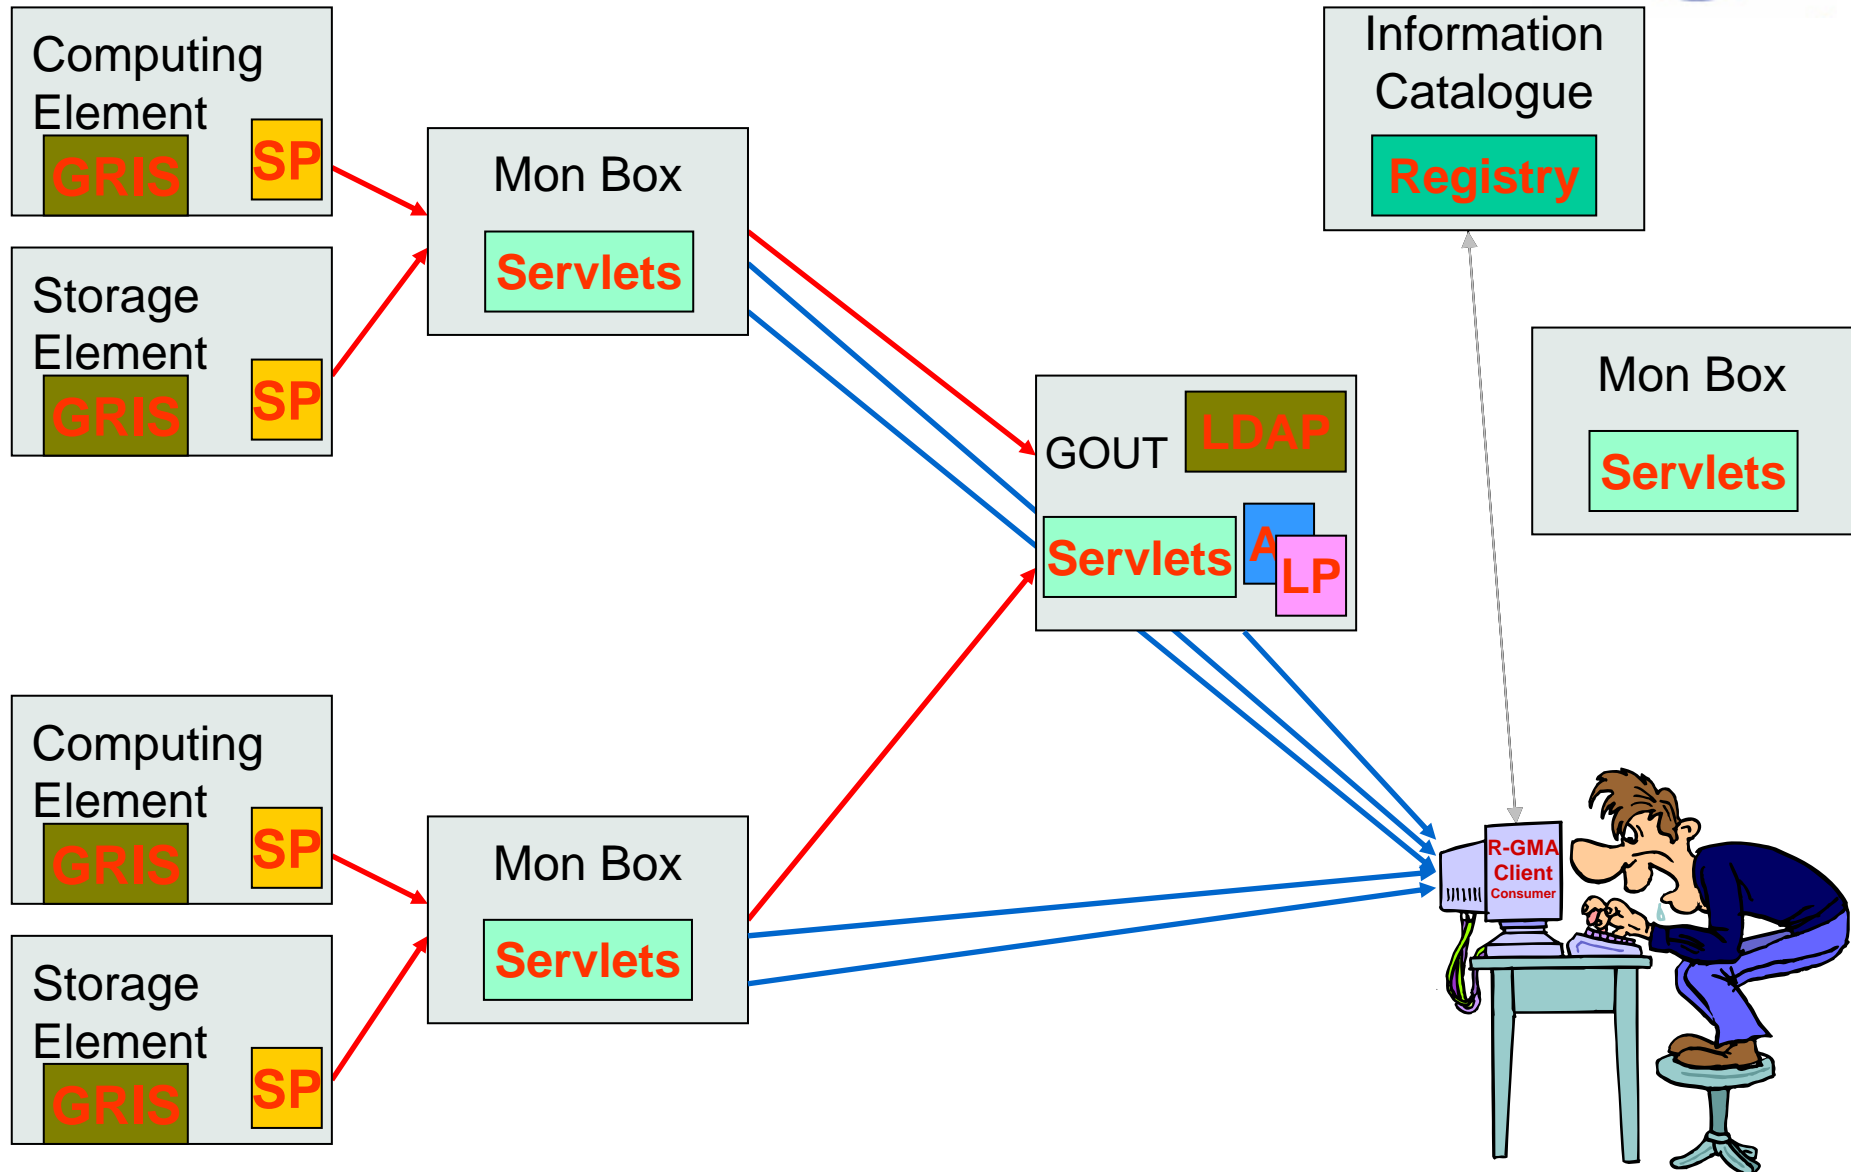 Computing
Element
GRIS
SP
Storage
Element
GRIS
SP
Mon Box
Servlets
Information
Catalogue
Registry
Mon Box
Servlets
GOUT
LDAP
Servlets
A
LP
Computing
Element
GRIS
SP
Storage
Element
GRIS
SP
Mon Box
Servlets
R-GMA
Client
Consumer